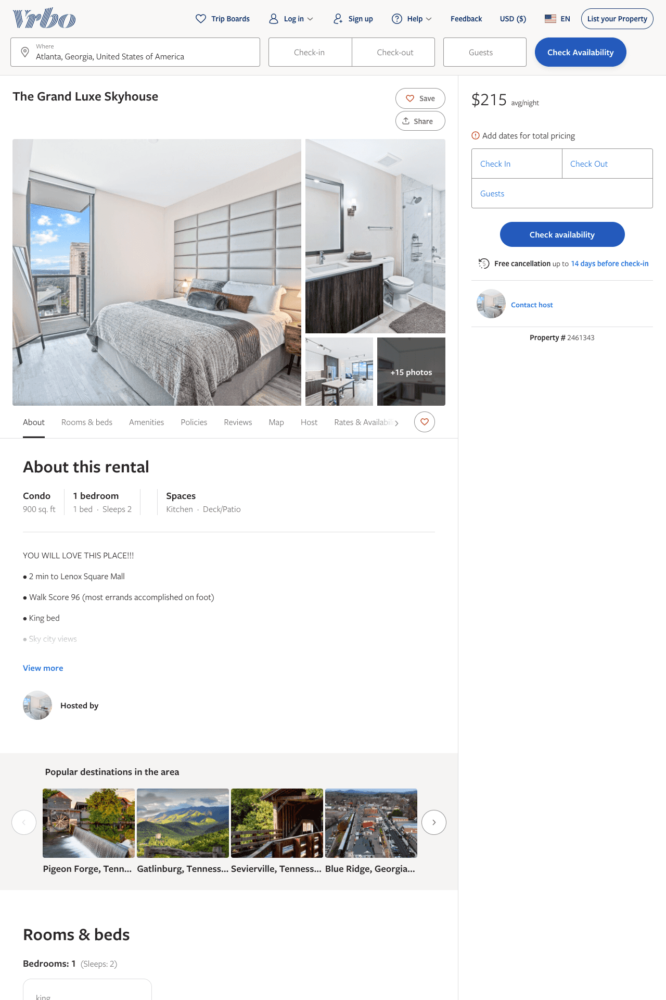 Vrbo
Trip Boards
Log in
Sign up
Help
Feedback
USD ($)
EN
List your Property
Where
Atlanta, Georgia, United States of America
Check-in
Check-out
Guests
Check Availability
The Grand Luxe Skyhouse
Save
Share
+15 photos
$215 avg/night
Add dates for total pricing
Check In
Check Out
Guests
Check availability
Free cancellation up to 14 days before check-in
Contact host
Property # 2461343
About
Rooms & beds
Amenities
Policies
Reviews
Map
Host
Rates & Availabili
About this rental
Condo
900 sq. ft
1 bedroom
1 bed · Sleeps 2
Spaces
Kitchen · Deck/Patio
YOU WILL LOVE THIS PLACE!!!
● 2 min to Lenox Square Mall
● Walk Score 96 (most errands accomplished on foot)
● King bed
● Sky city views
View more
Hosted by
Popular destinations in the area
Pigeon Forge, Tenn...
Gatlinburg, Tenness...
Sevierville, Tenness...
Blue Ridge, Georgia...
Rooms & beds
Bedrooms: 1 (Sleeps: 2)
king